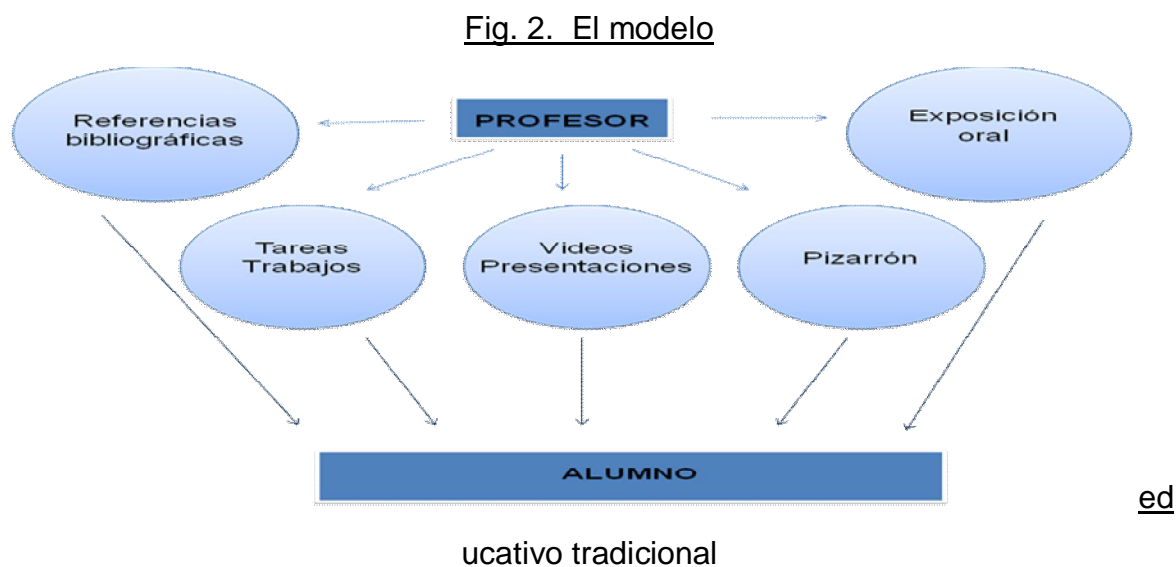 Fig. 2.  El modelo
Referencias
bibliográficas
PROFESOR
Exposición
oral
Tareas
Trabajos
Videos
Presentaciones
Pizarrón
ALUMNO
ed
ucativo tradicional